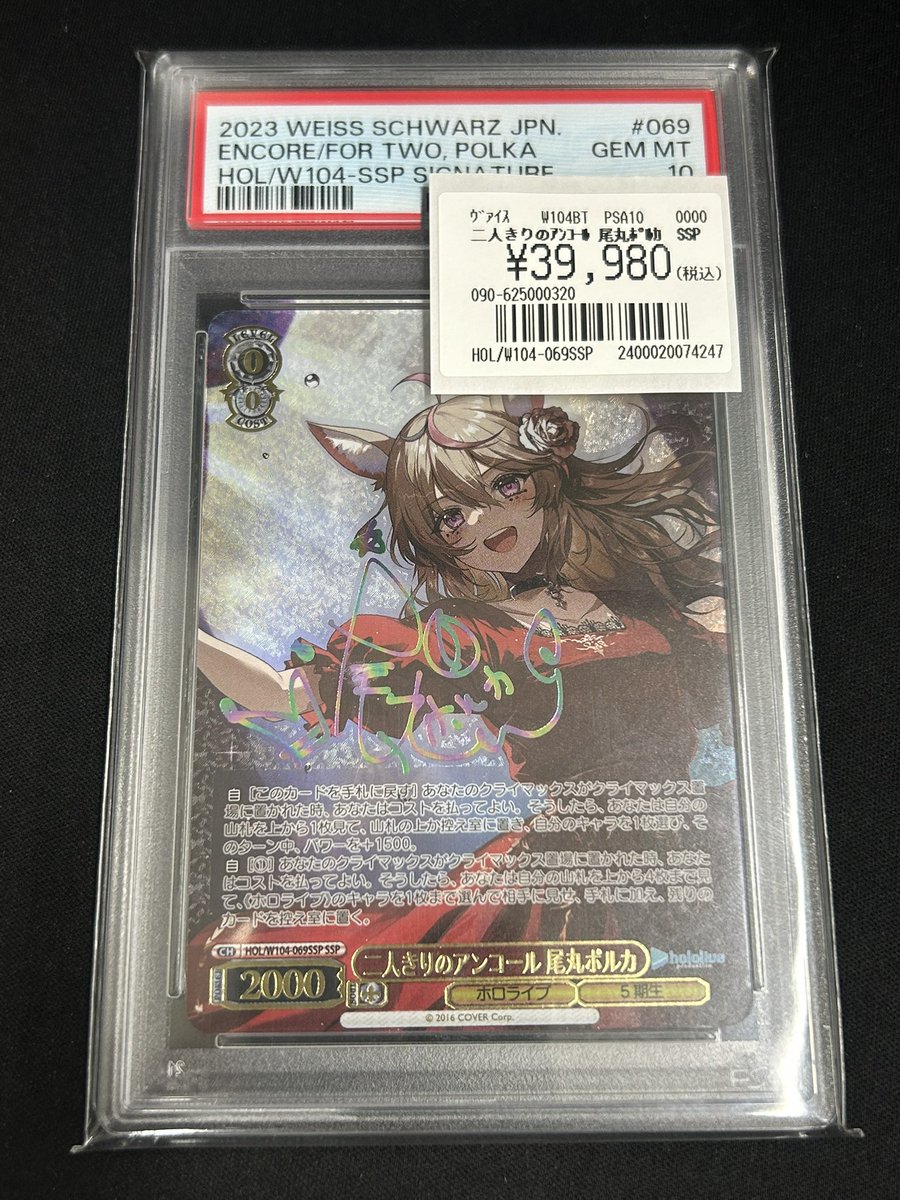 2023 WEISS SCHWARZ JPN. #069
ENCORE/FOR TWO, POLKA GEM MT
HOL/W104-SSP SIGNATURE 10
ヴァイス W104BT PSA10 0000
二人きりのアンコール 尾丸ポルカ SSP
¥39,980(税込)
090-625000320
HOL/W104-069SSP 2400020074247
LEVEL
0
0
COST
自 [このカードを手札に戻す] あなたのクライマックスがクライマックス置
場に置かれた時、あなたはコストを払ってよい。そうしたら、あなたは自分の
山札を上から1枚見て、山札の上か控え室に置き、自分のキャラを1枚選び、そ
のターン中、パワーを+1500。
自 [①] あなたのクライマックスがクライマックス置場に置かれた時、あなた
はコストを払ってよい。そうしたら、あなたは自分の山札を上から4枚まで見
て、《ホロライブ》のキャラを1枚まで選んで相手に見せ、手札に加え、残りの
カードを控え室に置く。
CH HOL/W104-069SSP SSP
二人きりのアンコール 尾丸ポルカ
hololive
2000
ホロライブ 5期生
© 2016 COVER Corp.